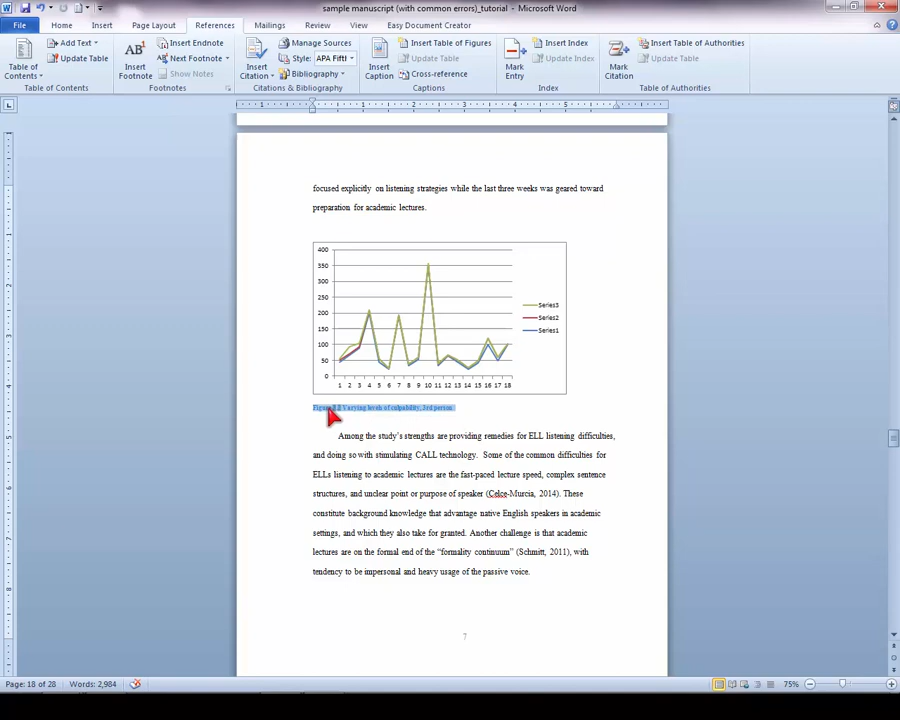 sample manuscript (with common errors)_tutorial - Microsoft Word
File Home Insert Page Layout References Mailings Review View Easy Document Creator
Table of Contents
Add Text
Update Table
Table of Contents
AB¹
Insert Footnote
Insert Endnote
Next Footnote
Show Notes
Footnotes
Insert Citation
Manage Sources
Style: APA Fift
Bibliography
Citations & Bibliography
Insert Caption
Insert Table of Figures
Update Table
Cross-reference
Captions
Mark Entry
Insert Index
Update Index
Index
Mark Citation
Insert Table of Authorities
Update Table
Table of Authorities
focused explicitly on listening strategies while the last three weeks was geared toward
preparation for academic lectures.
400
350
300
250
200
150
100
50
0
1 2 3 4 5 6 7 8 9 10 11 12 13 14 15 16 17 18
Series3
Series2
Series1
Varying levels of culpability, 3rd person
Among the study's strengths are providing remedies for ELL listening difficulties,
and doing so with stimulating CALL technology. Some of the common difficulties for
ELLs listening to academic lectures are the fast-paced lecture speed, complex sentence
structures, and unclear point or purpose of speaker (Celce-Murcia, 2014). These
constitute background knowledge that advantage native English speakers in academic
settings, and which they also take for granted. Another challenge is that academic
lectures are on the formal end of the "formality continuum" (Schmitt, 2011), with
tendency to be impersonal and heavy usage of the passive voice.
7
Page: 18 of 28 Words: 2,984 75%